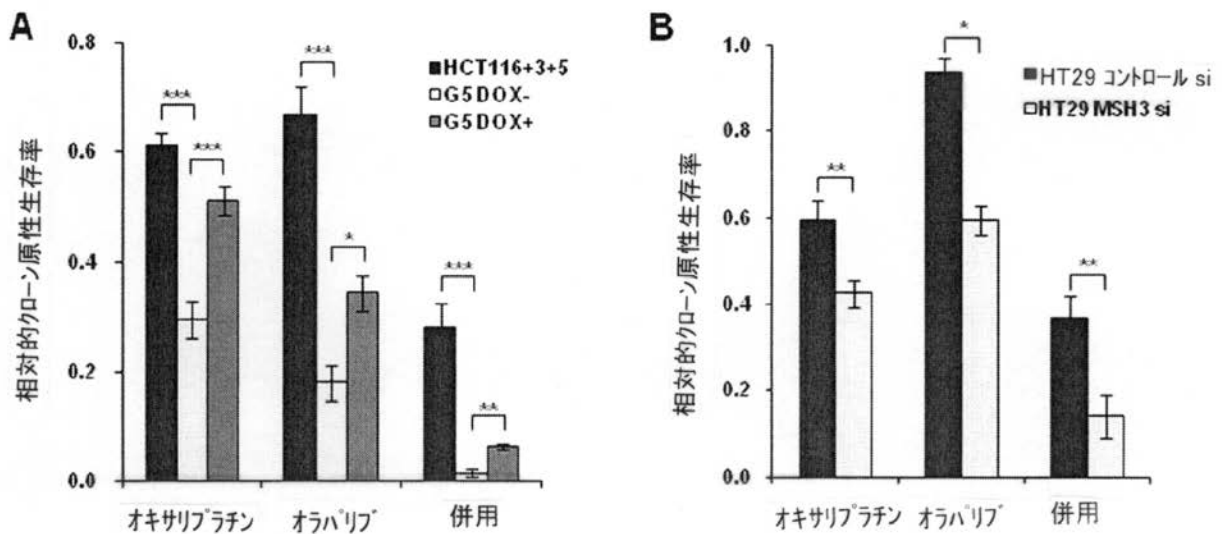 A
相対的クローン原性生存率
0.8
0.6
0.4
0.2
0.0
***
***
***
*
***
**
HCT116+3+5
G5DOX-
G5DOX+
オキサリプラチン
オラパリブ
併用
B
相対的クローン原性生存率
1.0
0.8
0.6
0.4
0.2
0.0
**
*
**
HT29 コントロール si
HT29 MSH3 si
オキサリプラチン
オラパリブ
併用